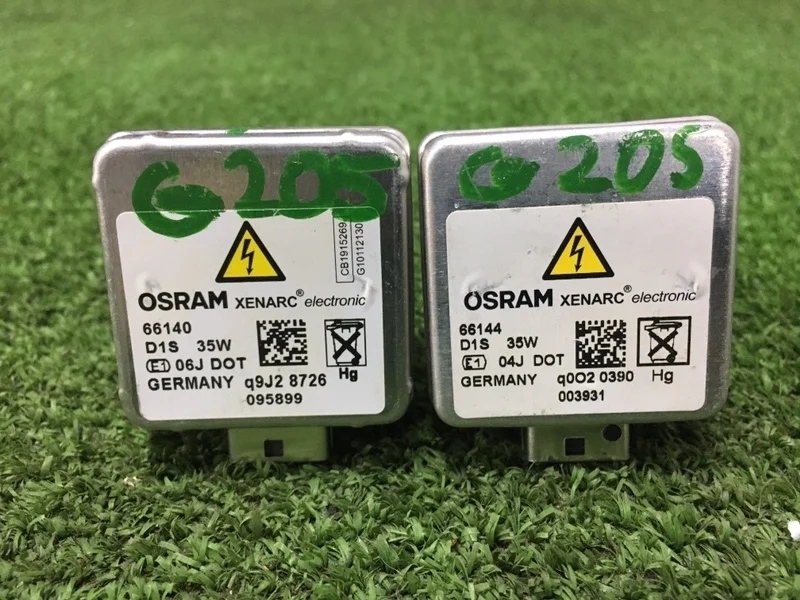 G205
CB1915269
G10112130
OSRAM XENARC® electronic
66140
D1S 35W
E1 06J DOT
Hg
GERMANY q9J2 8726
095899
G205
OSRAM XENARC® electronic
66144
D1S 35W
E1 04J DOT
Hg
GERMANY q0O2 0390
003931